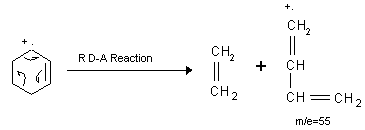 +.
R D-A Reaction
CH2
CH2
+
+.
CH2
CH
CH=CH2
m/e=55